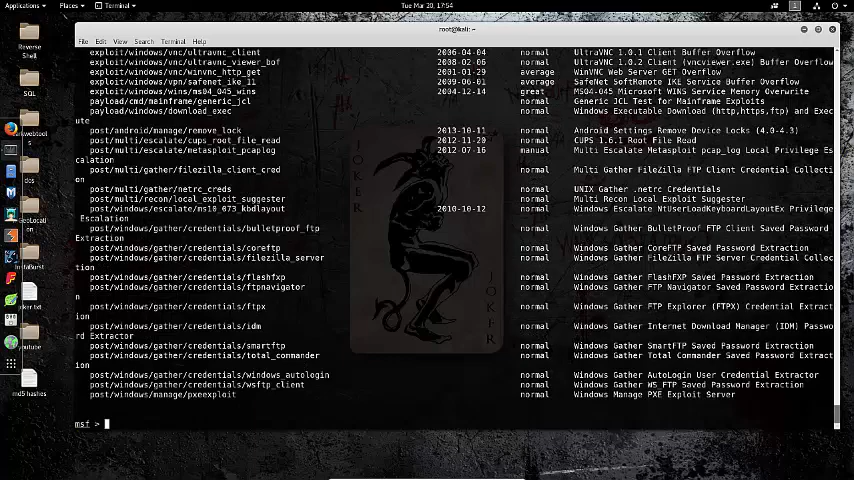 Applications ▾ Places ▾ Terminal ▾ Tue Mar 20, 17:54 1
root@kali: ~
File Edit View Search Terminal Help
exploit/windows/vnc/ultravnc_client 2006-04-04 normal UltraVNC 1.0.1 Client Buffer Overflow
exploit/windows/vnc/ultravnc_viewer_bof 2008-02-06 normal UltraVNC 1.0.2 Client (vncviewer.exe) Buffer Overflow
exploit/windows/vnc/winvnc_http_get 2001-01-29 average WinVNC Web Server GET Overflow
exploit/windows/vpn/safenet_ike_11 2009-06-01 average SafeNet SoftRemote IKE Service Buffer Overflow
exploit/windows/wins/ms04_045_wins 2004-12-14 great MS04-045 Microsoft WINS Service Memory Overwrite
payload/cmd/mainframe/generic_jcl normal Generic JCL Test for Mainframe Exploits
payload/windows/download_exec normal Windows Executable Download (http,https,ftp) and Exec
ute
post/android/manage/remove_lock 2013-10-11 normal Android Settings Remove Device Locks (4.0-4.3)
post/multi/escalate/cups_root_file_read 2012-11-20 normal CUPS 1.6.1 Root File Read
post/multi/escalate/metasploit_pcaplog 2012-07-16 manual Multi Escalate Metasploit pcap_log Local Privilege Es
calation
post/multi/gather/filezilla_client_cred normal Multi Gather FileZilla FTP Client Credential Collecti
on
post/multi/gather/netrc_creds normal UNIX Gather .netrc Credentials
post/multi/recon/local_exploit_suggester normal Multi Recon Local Exploit Suggester
post/windows/escalate/ms10_073_kbdlayout 2010-10-12 normal Windows Escalate NtUserLoadKeyboardLayoutEx Privilege
Escalation
post/windows/gather/credentials/bulletproof_ftp normal Windows Gather BulletProof FTP Client Saved Password
Extraction
post/windows/gather/credentials/coreftp normal Windows Gather CoreFTP Saved Password Extraction
post/windows/gather/credentials/filezilla_server normal Windows Gather FileZilla FTP Server Credential Collec
tion
post/windows/gather/credentials/flashfxp normal Windows Gather FlashFXP Saved Password Extraction
post/windows/gather/credentials/ftpnavigator normal Windows Gather FTP Navigator Saved Password Extractio
n
post/windows/gather/credentials/ftpx normal Windows Gather FTP Explorer (FTPX) Credential Extract
ion
post/windows/gather/credentials/idm normal Windows Gather Internet Download Manager (IDM) Passwo
rd Extractor
post/windows/gather/credentials/smartftp normal Windows Gather SmartFTP Saved Password Extraction
post/windows/gather/credentials/total_commander normal Windows Gather Total Commander Saved Password Extract
ion
post/windows/gather/credentials/windows_autologin normal Windows Gather AutoLogin User Credential Extractor
post/windows/gather/credentials/wsftp_client normal Windows Gather WS_FTP Saved Password Extraction
post/windows/manage/pxeexploit normal Windows Manage PXE Exploit Server
msf >
Reverse
Shell
SQL
darkwebtool
s
dos
GeoLocati
on
InstaBurst
youtube
md5 hashes
JOKER
JOKER